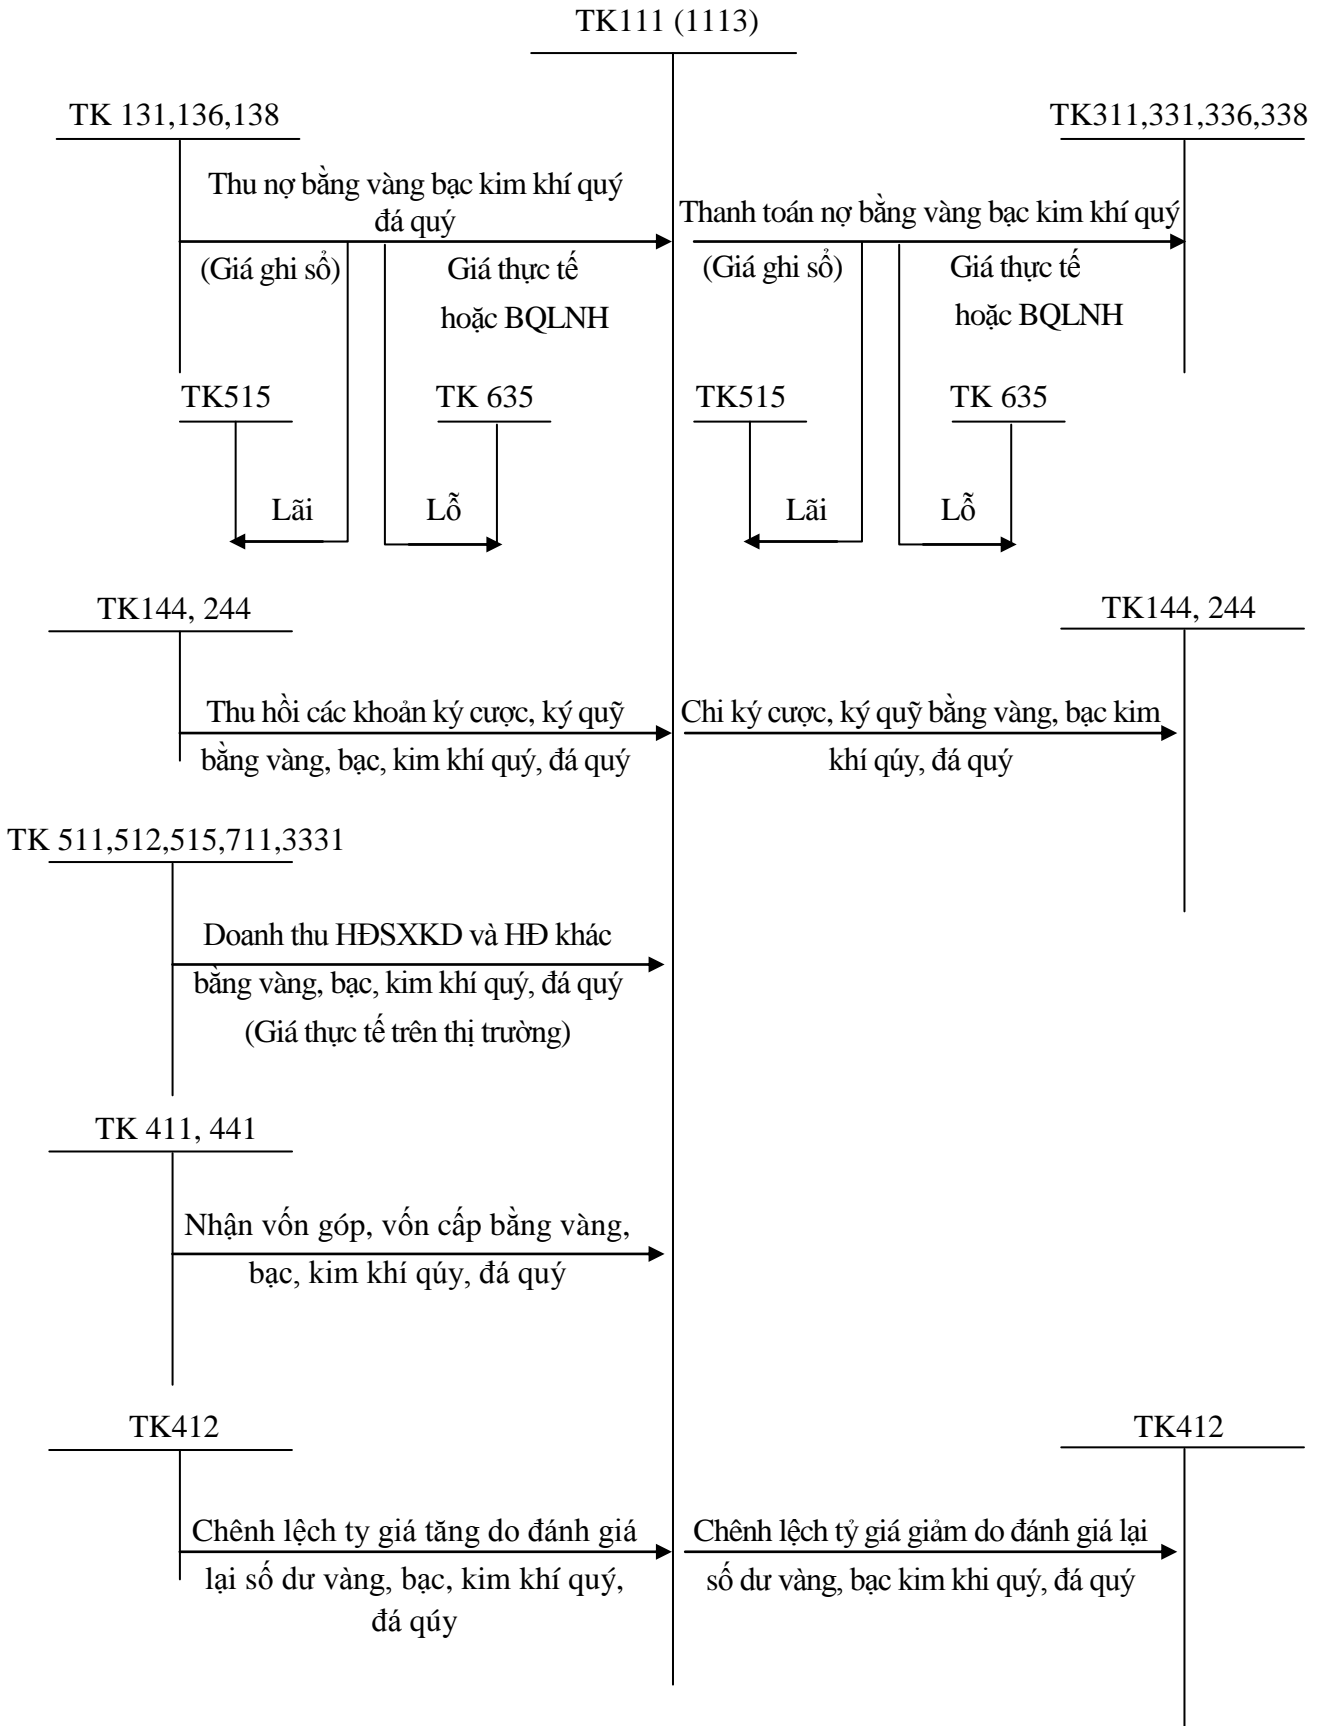 TK111 (1113)
TK 131,136,138
TK311,331,336,338
Thu nợ bằng vàng bạc kim khí quý
đá quý
Thanh toán nợ bằng vàng bạc kim khí quý
(Giá ghi sổ)
Giá thực tế
hoặc BQLNH
(Giá ghi sổ)
Giá thực tế
hoặc BQLNH
TK515
TK 635
TK515
TK 635
Lãi
Lỗ
Lãi
Lỗ
TK144, 244
TK144, 244
Thu hồi các khoản ký cược, ký quỹ
bằng vàng, bạc, kim khí quý, đá quý
Chi ký cược, ký quỹ bằng vàng, bạc kim
khí qúy, đá quý
TK 511,512,515,711,3331
Doanh thu HĐSXKD và HĐ khác
bằng vàng, bạc, kim khí quý, đá quý
(Giá thực tế trên thị trường)
TK 411, 441
Nhận vốn góp, vốn cấp bằng vàng,
bạc, kim khí qúy, đá quý
TK412
TK412
Chênh lệch ty giá tăng do đánh giá
lại số dư vàng, bạc, kim khí quý,
đá qúy
Chênh lệch tỷ giá giảm do đánh giá lại
số dư vàng, bạc kim khi quý, đá quý